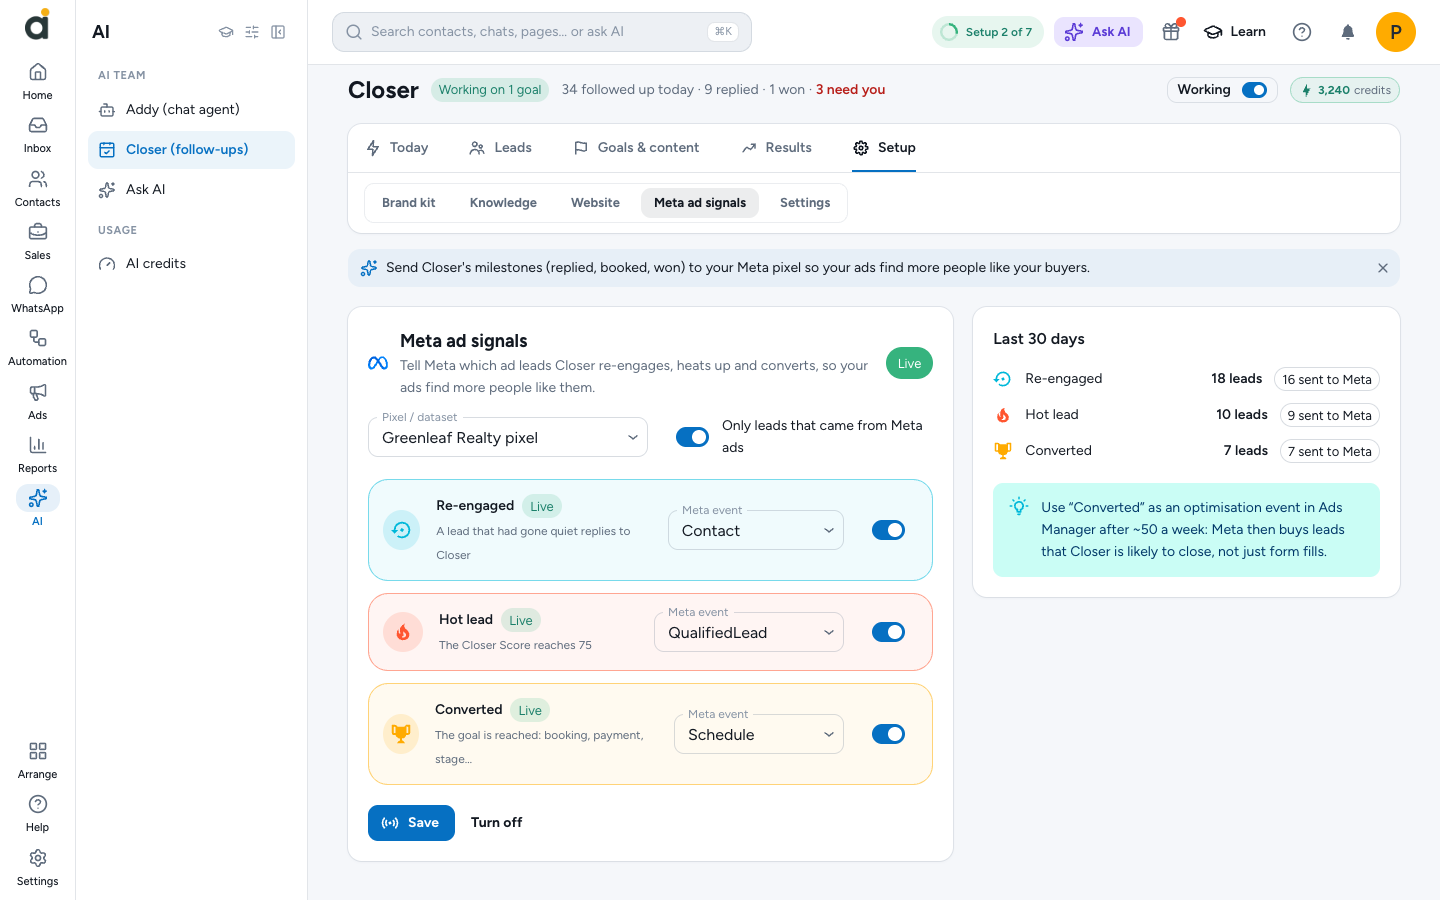 AI
Search contacts, chats, pages... or ask AI
⌘K
Setup 2 of 7
Ask AI
Learn
P
Home
Inbox
Contacts
Sales
WhatsApp
Automation
Ads
Reports
AI
Arrange
Help
Settings
AI TEAM
Addy (chat agent)
Closer (follow-ups)
Ask AI
USAGE
AI credits
Closer
Working on 1 goal
34 followed up today · 9 replied · 1 won · 3 need you
Working
3,240 credits
Today
Leads
Goals & content
Results
Setup
Brand kit
Knowledge
Website
Meta ad signals
Settings
Send Closer's milestones (replied, booked, won) to your Meta pixel so your ads find more people like your buyers.
Meta ad signals
Tell Meta which ad leads Closer re-engages, heats up and converts, so your
ads find more people like them.
Live
Pixel / dataset
Greenleaf Realty pixel
Only leads that came from Meta
ads
Re-engaged
Live
A lead that had gone quiet replies to
Closer
Meta event
Contact
Hot lead
Live
The Closer Score reaches 75
Meta event
QualifiedLead
Converted
Live
The goal is reached: booking, payment,
stage...
Meta event
Schedule
Save
Turn off
Last 30 days
Re-engaged
18 leads
16 sent to Meta
Hot lead
10 leads
9 sent to Meta
Converted
7 leads
7 sent to Meta
Use “Converted” as an optimisation event in Ads
Manager after ~50 a week: Meta then buys leads
that Closer is likely to close, not just form fills.